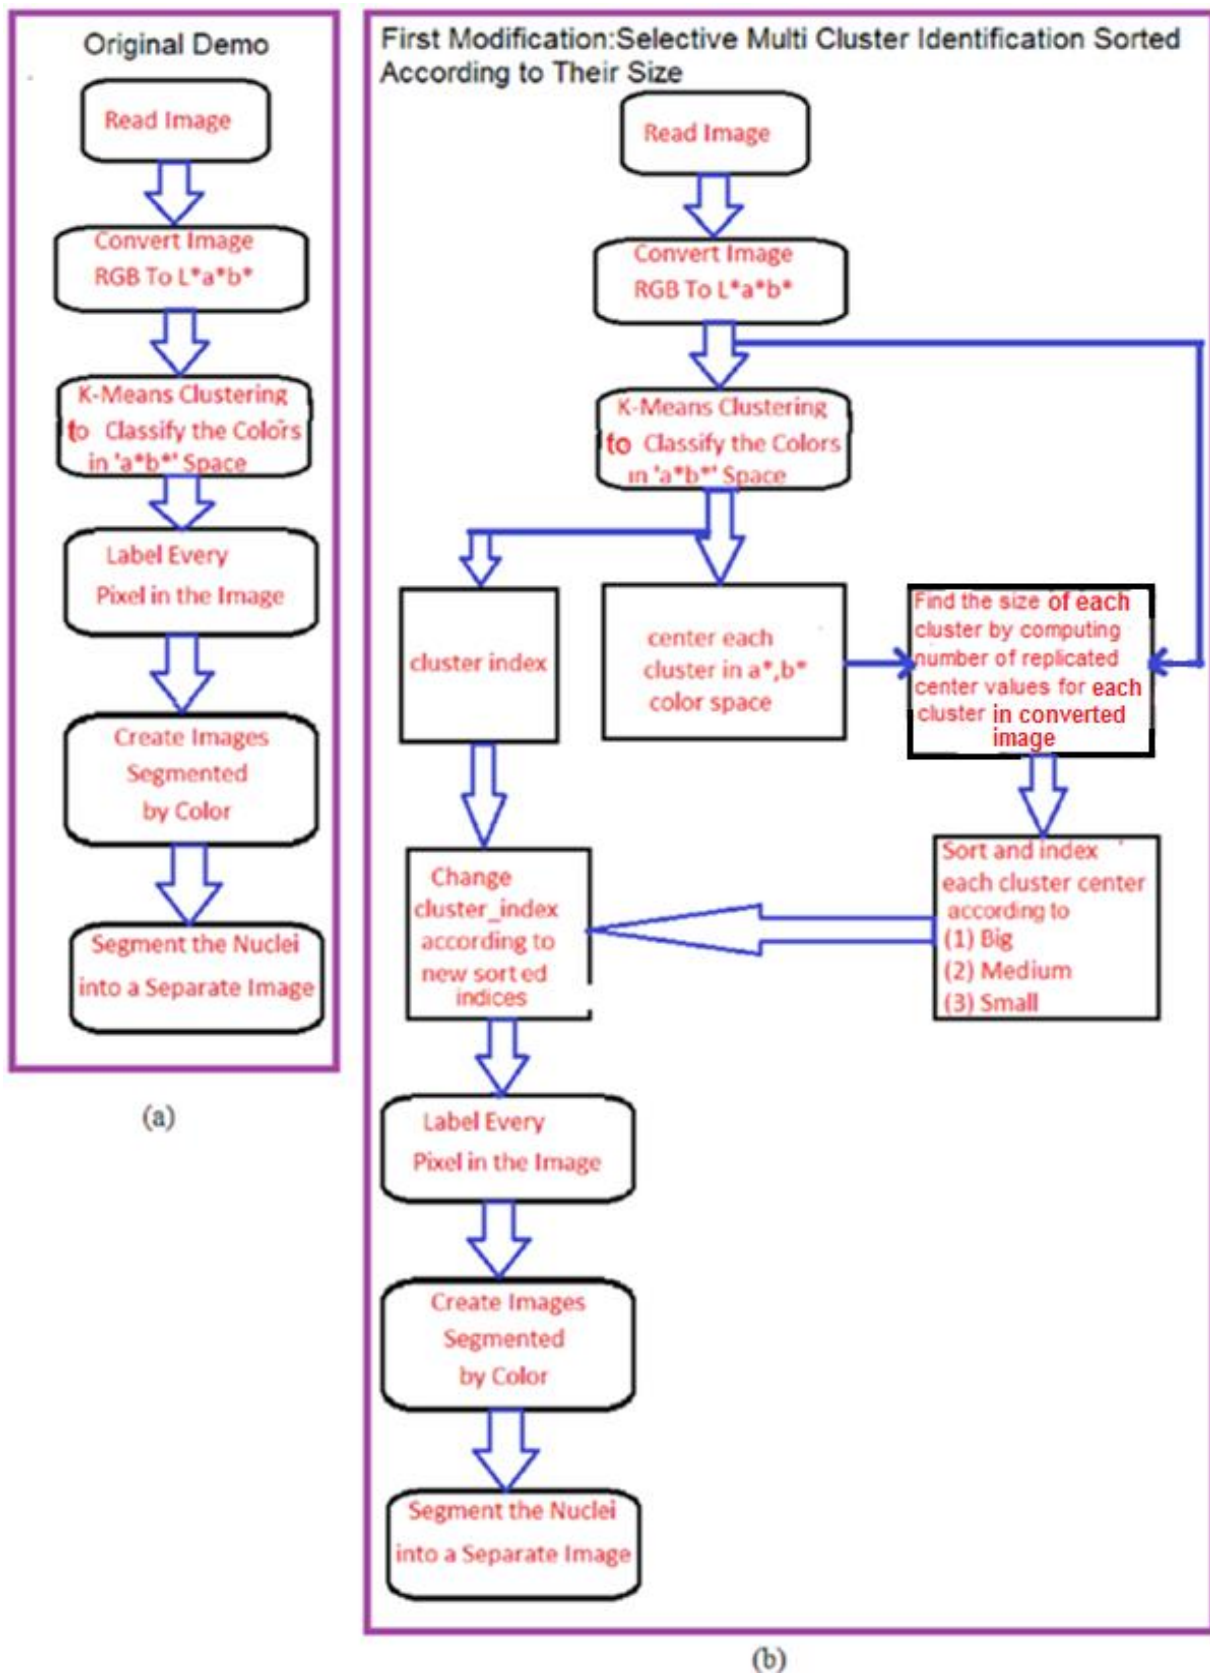 Original Demo
Read Image
Convert Image
RGB To L*a*b*
K-Means Clustering
to Classify the Colors
in 'a*b*' Space
Label Every
Pixel in the Image
Create Images
Segmented
by Color
Segment the Nuclei
into a Separate Image
(a)
First Modification:Selective Multi Cluster Identification Sorted
According to Their Size
Read Image
Convert Image
RGB To L*a*b*
K-Means Clustering
to Classify the Colors
in 'a*b*' Space
cluster index
center each
cluster in a*,b*
color space
Find the size of each
cluster by computing
number of replicated
center values for each
cluster in converted
image
Sort and index
each cluster center
according to
(1) Big
(2) Medium
(3) Small
Change
cluster_index
according to
new sorted
indices
Label Every
Pixel in the Image
Create Images
Segmented
by Color
Segment the Nuclei
into a Separate Image
(b)